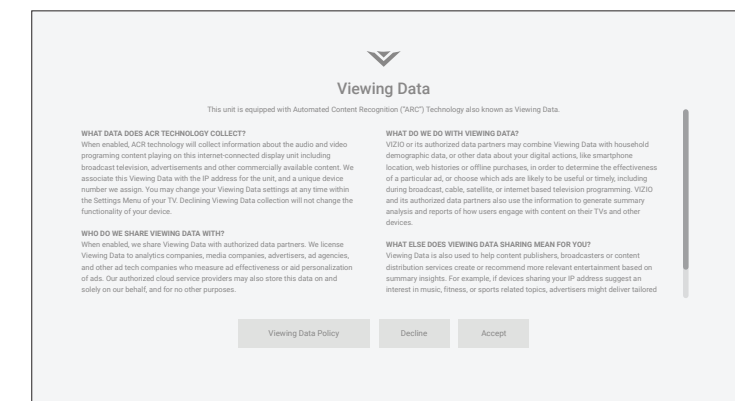 Viewing Data
This unit is equipped with Automated Content Recognition ("ARC") Technology also known as Viewing Data.
WHAT DATA DOES ACR TECHNOLOGY COLLECT?
When enabled, ACR technology will collect information about the audio and video
programing content playing on this internet-connected display unit including
broadcast television, advertisements and other commercially available content. We
associate this Viewing Data with the IP address for the unit, and a unique device
number we assign. You may change your Viewing Data settings at any time within
the Settings Menu of your TV. Declining Viewing Data collection will not change the
functionality of your device.
WHO DO WE SHARE VIEWING DATA WITH?
When enabled, we share Viewing Data with authorized data partners. We license
Viewing Data to analytics companies, media companies, advertisers, ad agencies,
and other ad tech companies who measure ad effectiveness or aid personalization
of ads. Our authorized cloud service providers may also store this data on and
solely on our behalf, and for no other purposes.
WHAT DO WE DO WITH VIEWING DATA?
VIZIO or its authorized data partners may combine Viewing Data with household
demographic data, or other data about your digital actions, like smartphone
location, web histories or offline purchases, in order to determine the effectiveness
of a particular ad, or choose which ads are likely to be useful or timely, including
during broadcast, cable, satellite, or internet based television programming. VIZIO
and its authorized data partners also use the information to generate summary
analysis and reports of how users engage with content on their TVs and other
devices.
WHAT ELSE DOES VIEWING DATA SHARING MEAN FOR YOU?
Viewing Data is also used to help content publishers, broadcasters or content
distribution services create or recommend more relevant entertainment based on
summary insights. For example, if devices sharing your IP address suggest an
interest in music, fitness, or sports related topics, advertisers might deliver tailored
Viewing Data Policy
Decline
Accept